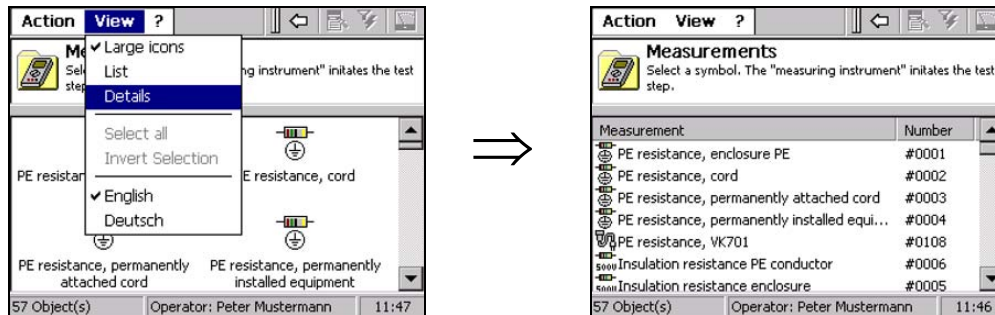 Action View ?
Me
✓ Large icons
Sel
ng instrument" initates the test
step
List
Details
Select all
Invert Selection
PE resistan
E resistance, cord
✓ English
Deutsch
PE resistance, permanently
attached cord
PE resistance, permanently
installed equipment
57 Object(s) Operator: Peter Mustermann 11:47
⇒
Action View ?
Measurements
Select a symbol. The "measuring instrument" initates the test
step.
Measurement Number
PE resistance, enclosure PE #0001
PE resistance, cord #0002
PE resistance, permanently attached cord #0003
PE resistance, permanently installed equi... #0004
PE resistance, VK701 #0108
500V Insulation resistance PE conductor #0006
500V Insulation resistance enclosure #0005
57 Object(s) Operator: Peter Mustermann 11:46